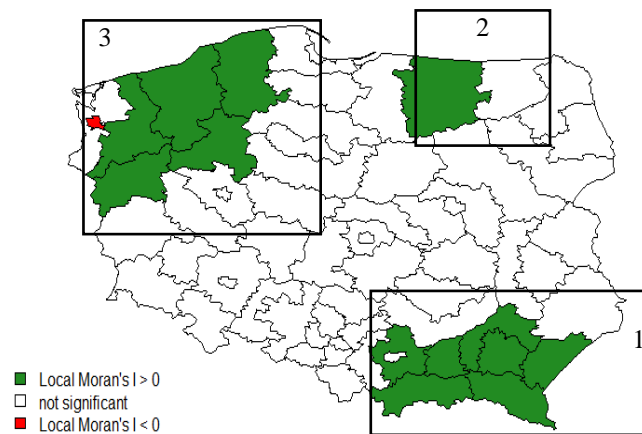 3
2
1
Local Moran's I > 0
not significant
Local Moran's I < 0